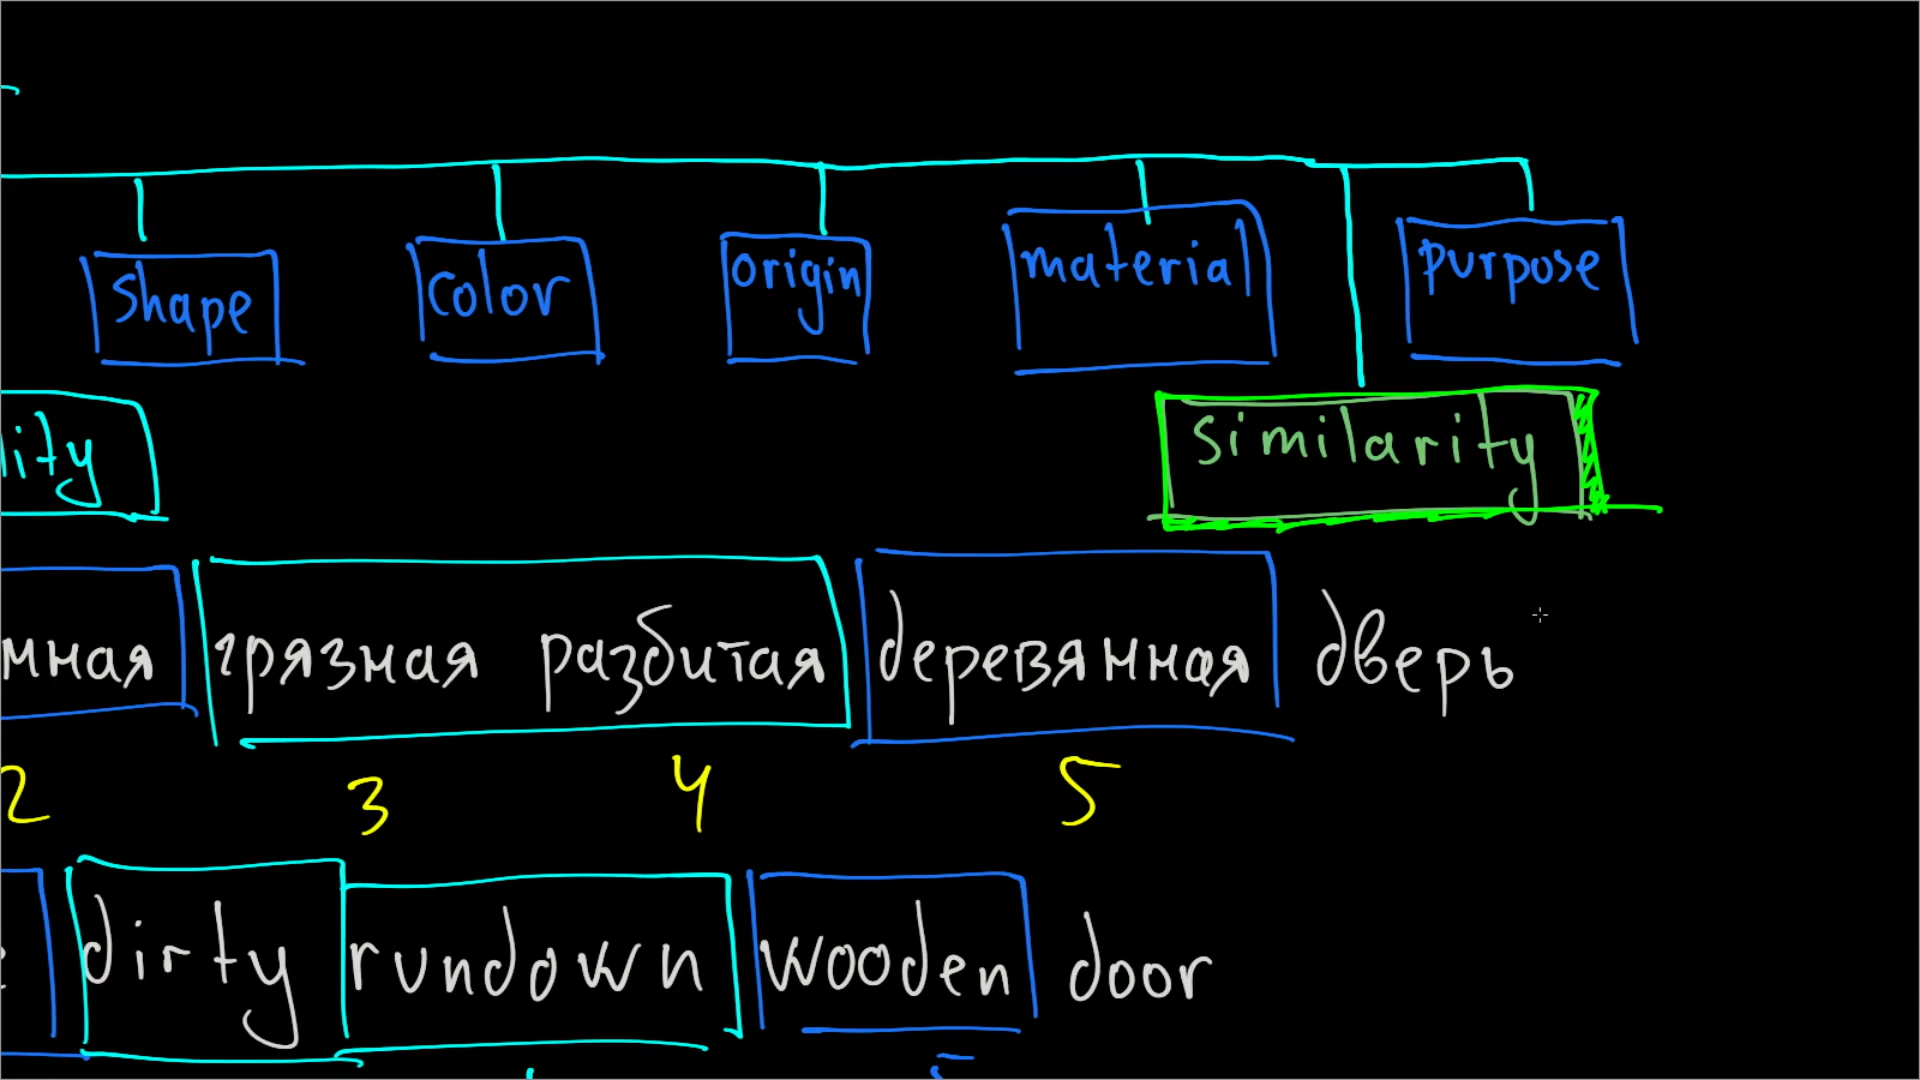 shape color origin material purpose
lity similarity
мная грязная разбитая деревянная дверь
2 3 4 5
dirty rundown wooden door